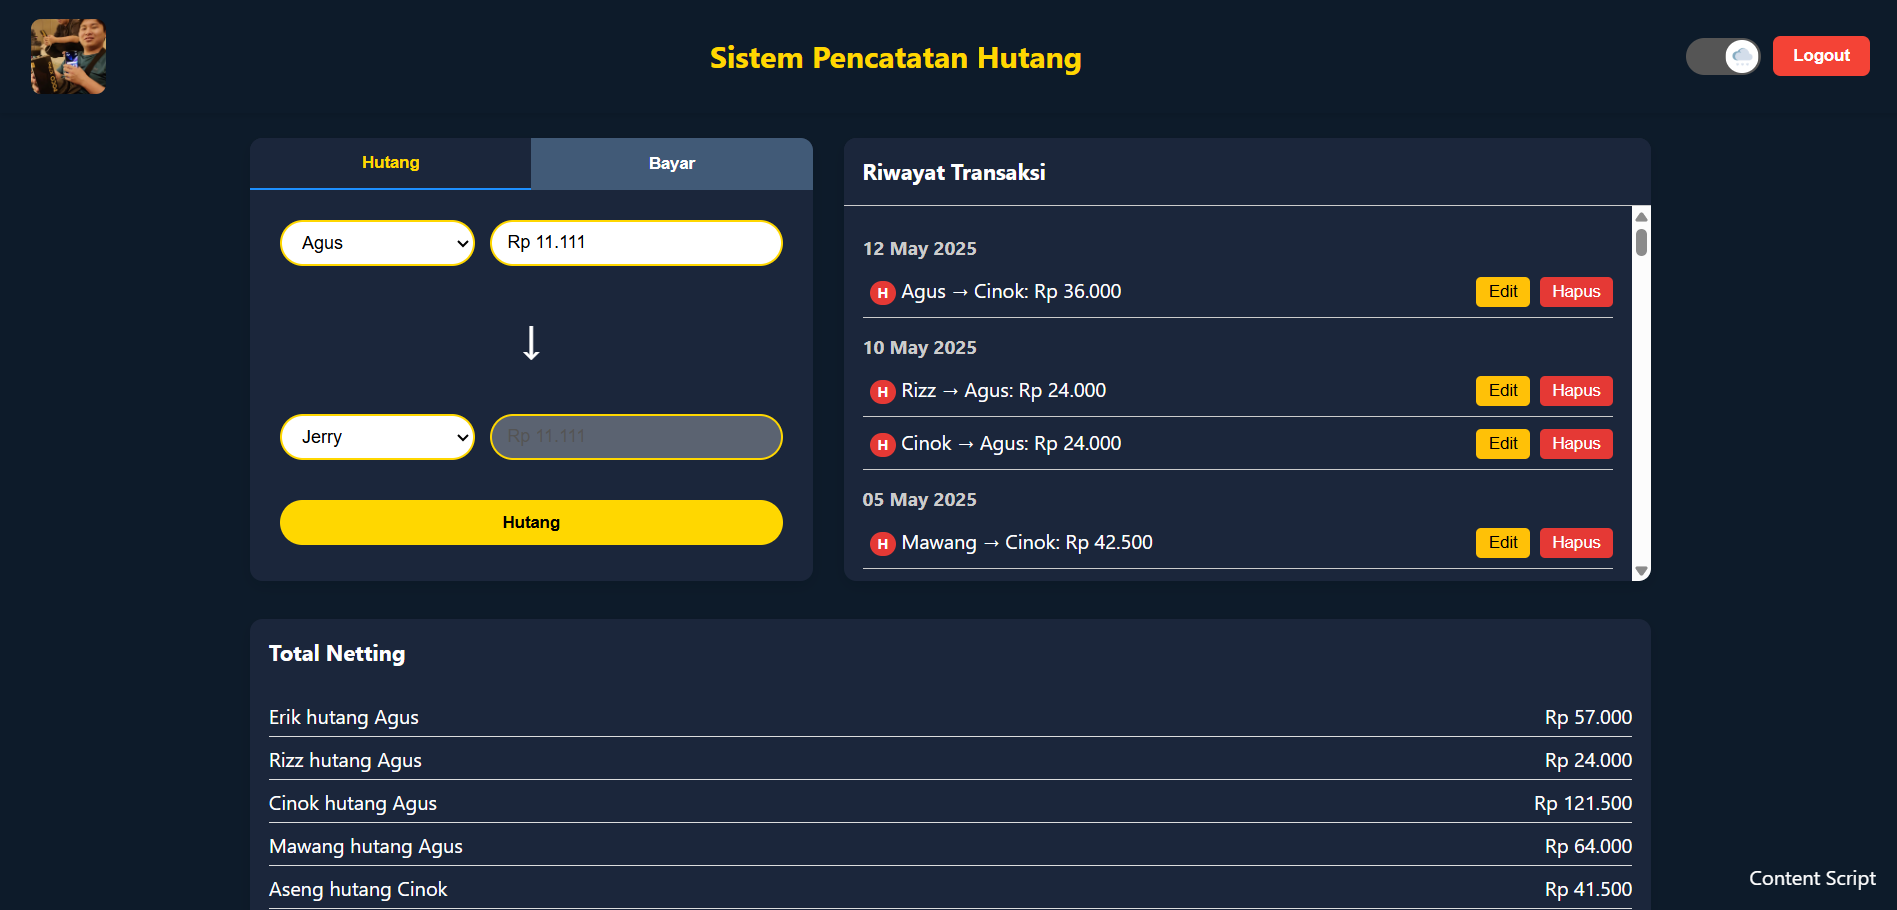 Sistem Pencatatan Hutang
Logout
Hutang
Bayar
Agus
Rp 11.111
↓
Jerry
Rp 11.111
Hutang
Riwayat Transaksi
12 May 2025
H Agus → Cinok: Rp 36.000 Edit Hapus
10 May 2025
H Rizz → Agus: Rp 24.000 Edit Hapus
H Cinok → Agus: Rp 24.000 Edit Hapus
05 May 2025
H Mawang → Cinok: Rp 42.500 Edit Hapus
Total Netting
Erik hutang Agus Rp 57.000
Rizz hutang Agus Rp 24.000
Cinok hutang Agus Rp 121.500
Mawang hutang Agus Rp 64.000
Aseng hutang Cinok Rp 41.500
Content Script